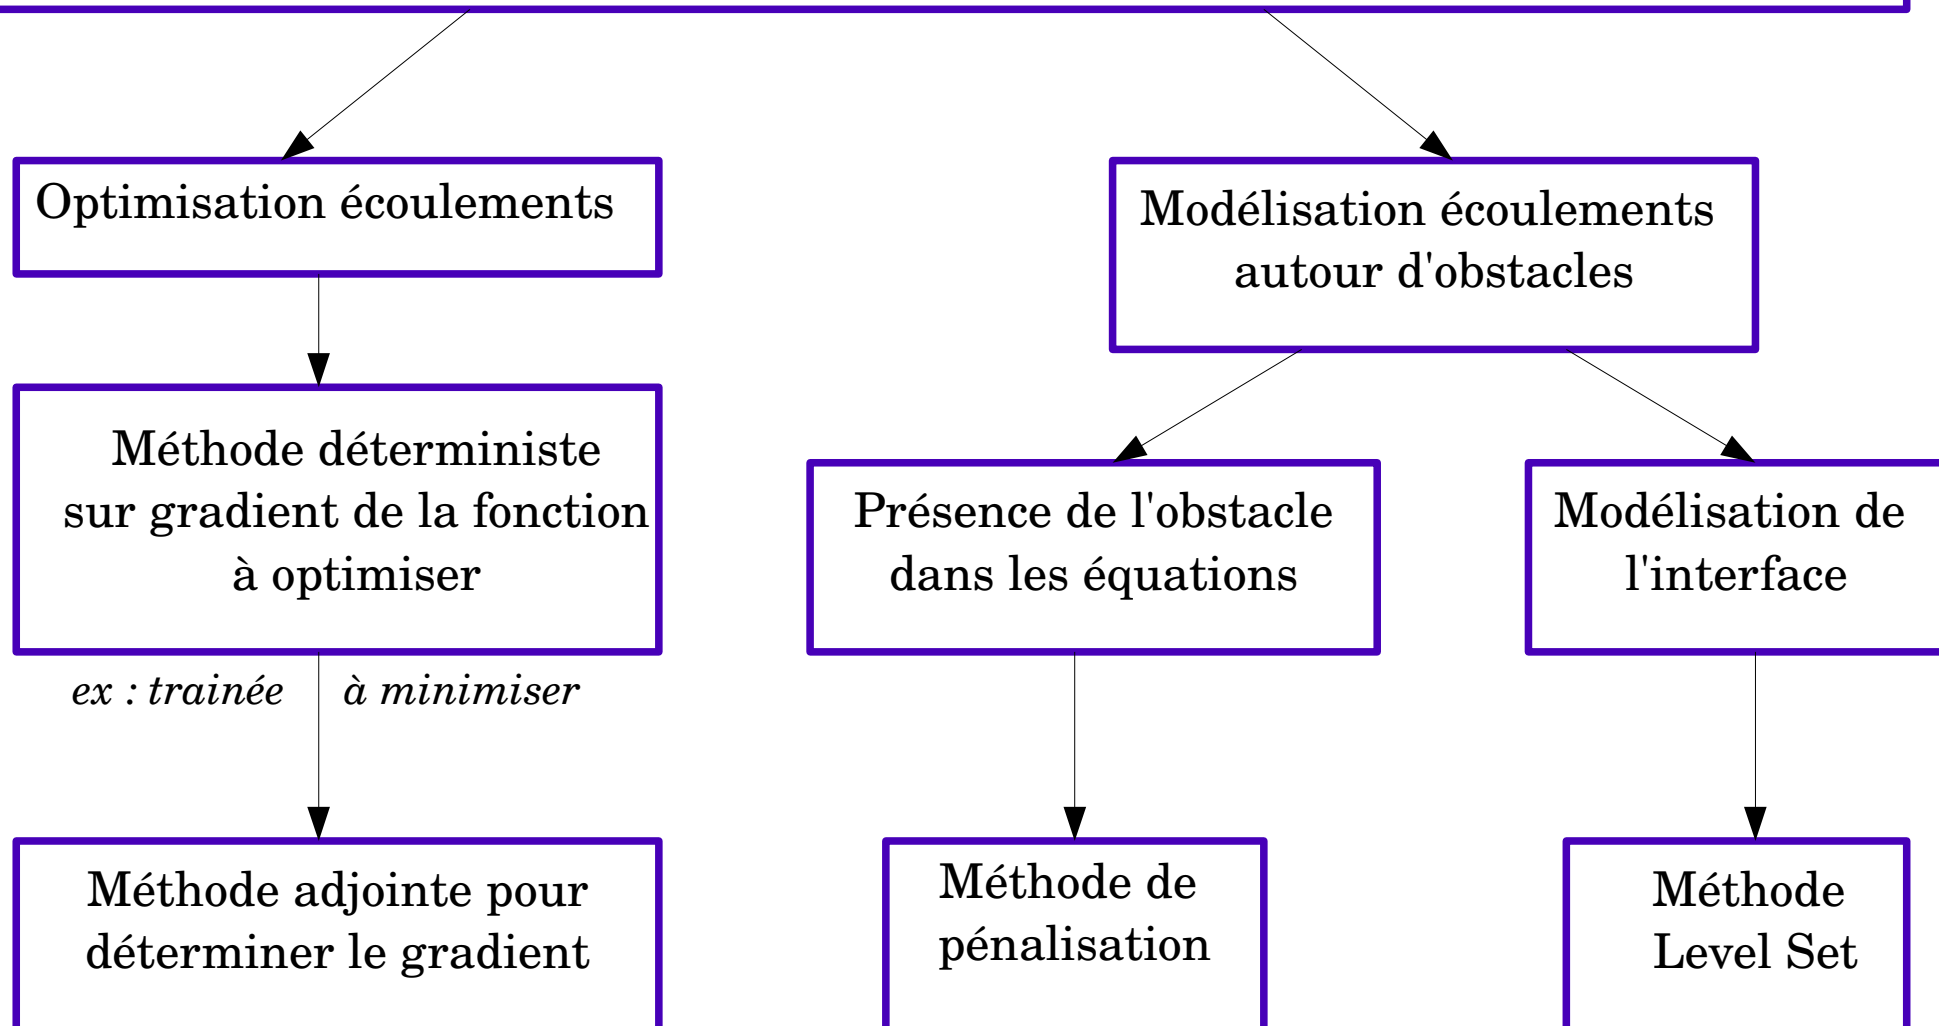 Optimisation écoulements
Modélisation écoulements
autour d'obstacles
Méthode déterministe
sur gradient de la fonction
à optimiser
Présence de l'obstacle
dans les équations
Modélisation de
l'interface
ex : trainée à minimiser
Méthode adjointe pour
déterminer le gradient
Méthode de
pénalisation
Méthode
Level Set